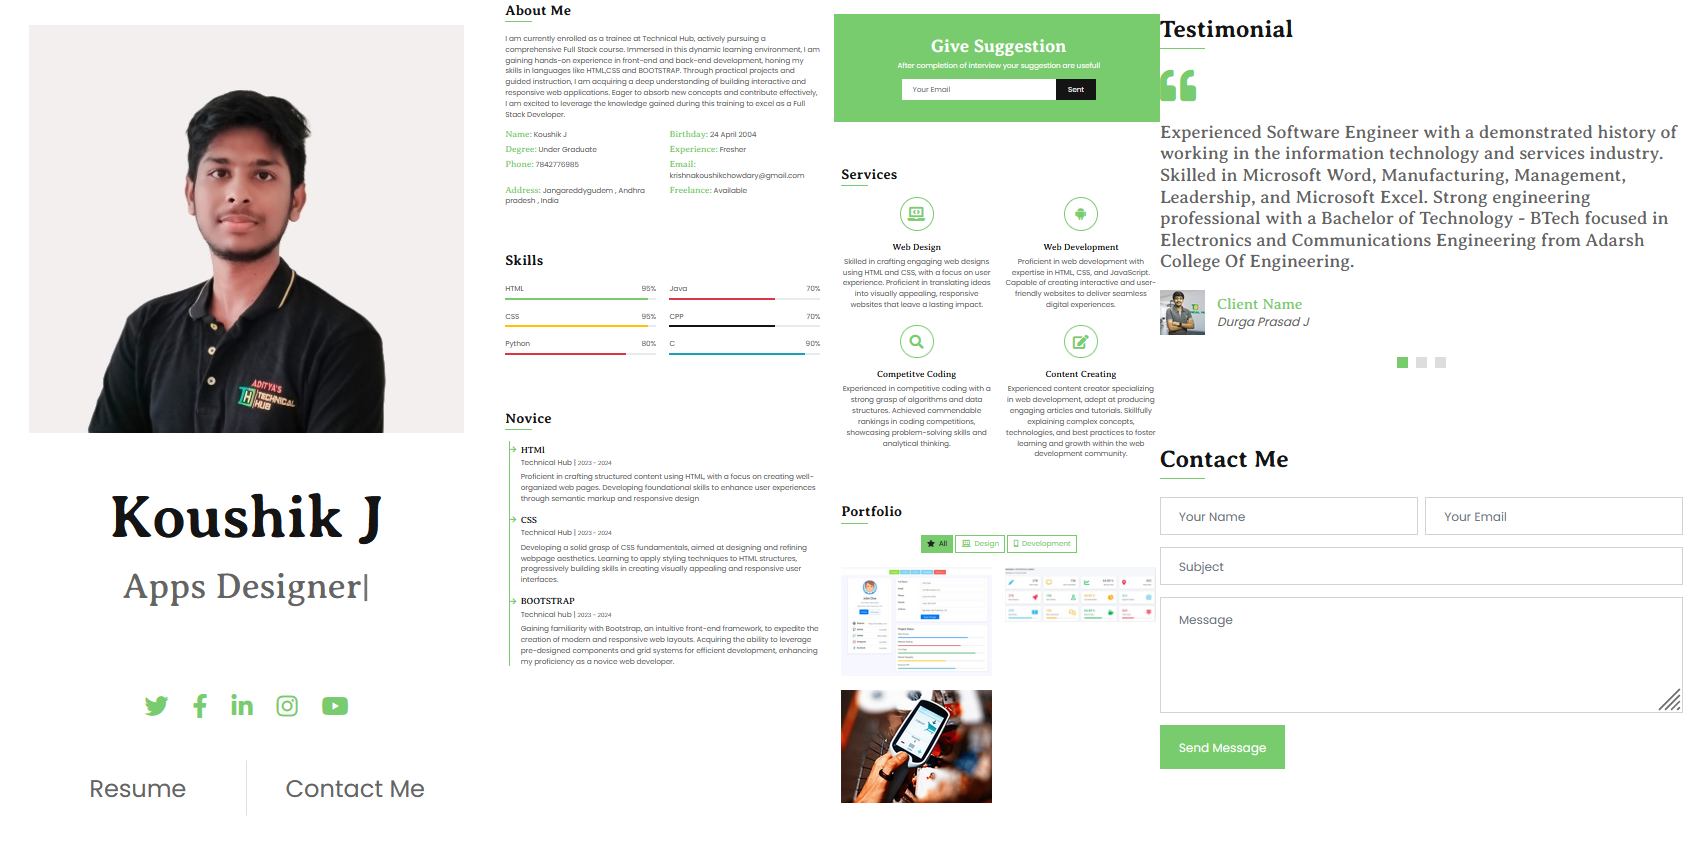 ADITYA'S
TECHNICAL
HUB
Koushik J
Apps Designer|
Resume
Contact Me
About Me
I am currently enrolled as a trainee at Technical Hub, actively pursuing a
comprehensive Full Stack course. Immersed in this dynamic learning environment, I am
gaining hands-on experience in front-end and back-end development, honing my
skills in languages like HTML,CSS and BOOTSTRAP. Through practical projects and
guided instruction, I am acquiring a deep understanding of building interactive and
responsive web applications. Eager to absorb new concepts and contribute effectively,
I am excited to leverage the knowledge gained during this training to excel as a Full
Stack Developer.
Name: Koushik J
Birthday: 24 April 2004
Degree: Under Graduate
Experience: Fresher
Phone: 7842776985
Email:
krishnakoushikchowdary@gmail.com
Address: Jangareddygudem , Andhra
pradesh , India
Freelance: Available
Skills
HTML 95%
Java 70%
CSS 95%
CPP 70%
Python 80%
C 90%
Novice
HTMl
Technical Hub | 2023 - 2024
Proficient in crafting structured content using HTML, with a focus on creating well-
organized web pages. Developing foundational skills to enhance user experiences
through semantic markup and responsive design
CSS
Technical Hub | 2023 - 2024
Developing a solid grasp of CSS fundamentals, aimed at designing and refining
webpage aesthetics. Learning to apply styling techniques to HTML structures,
progressively building skills in creating visually appealing and responsive user
interfaces.
BOOTSTRAP
Technical hub | 2023 - 2024
Gaining familiarity with Bootstrap, an intuitive front-end framework, to expedite the
creation of modern and responsive web layouts. Acquiring the ability to leverage
pre-designed components and grid systems for efficient development, enhancing
my proficiency as a novice web developer.
Give Suggestion
After completion of interview your suggestion are usefull
Your Email
Sent
Services
Web Design
Skilled in crafting engaging web designs
using HTML and CSS, with a focus on user
experience. Proficient in translating ideas
into visually appealing, responsive
websites that leave a lasting impact.
Web Development
Proficient in web development with
expertise in HTML, CSS, and JavaScript.
Capable of creating interactive and user-
friendly websites to deliver seamless
digital experiences.
Competitve Coding
Experienced in competitive coding with a
strong grasp of algorithms and data
structures. Achieved commendable
rankings in coding competitions,
showcasing problem-solving skills and
analytical thinking.
Content Creating
Experienced content creator specializing
in web development, adept at producing
engaging articles and tutorials. Skillfully
explaining complex concepts,
technologies, and best practices to foster
learning and growth within the web
development community.
Portfolio
All
Design
Development
Testimonial
Experienced Software Engineer with a demonstrated history of
working in the information technology and services industry.
Skilled in Microsoft Word, Manufacturing, Management,
Leadership, and Microsoft Excel. Strong engineering
professional with a Bachelor of Technology - BTech focused in
Electronics and Communications Engineering from Adarsh
College Of Engineering.
Client Name
Durga Prasad J
Contact Me
Your Name
Your Email
Subject
Message
Send Message